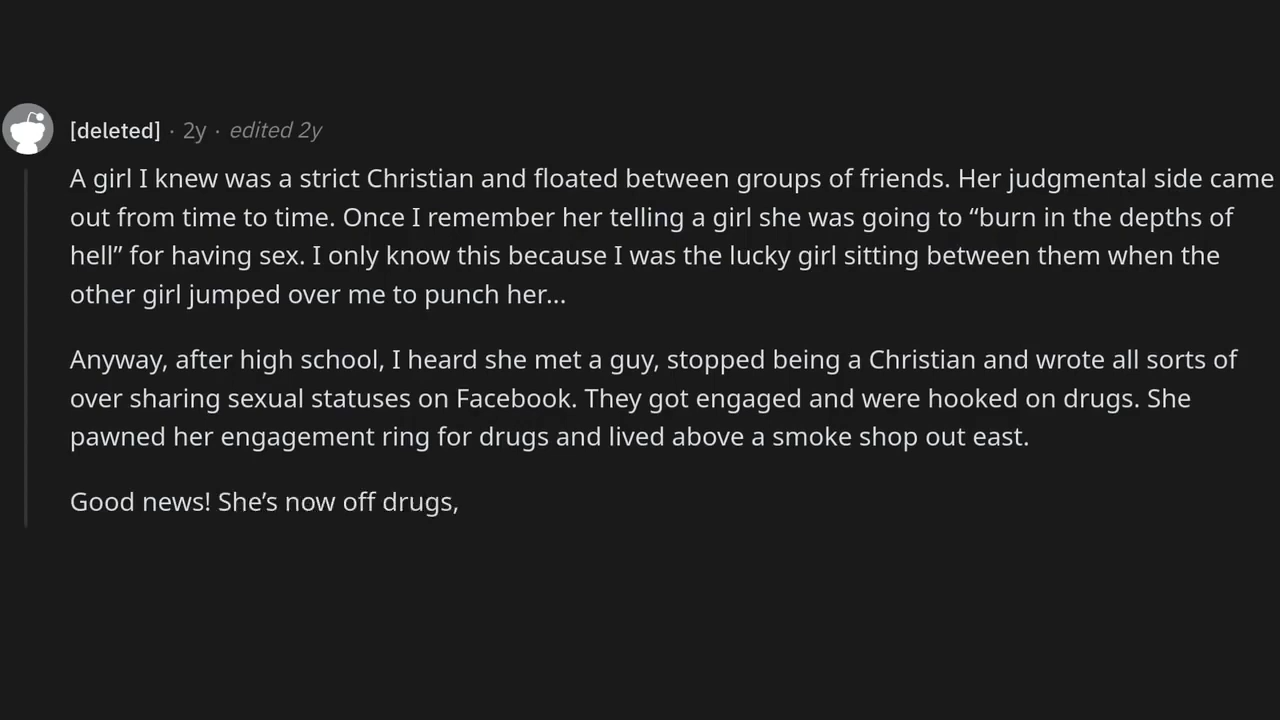 [deleted] · 2y · edited 2y
A girl I knew was a strict Christian and floated between groups of friends. Her judgmental side came
out from time to time. Once I remember her telling a girl she was going to “burn in the depths of
hell” for having sex. I only know this because I was the lucky girl sitting between them when the
other girl jumped over me to punch her...
Anyway, after high school, I heard she met a guy, stopped being a Christian and wrote all sorts of
over sharing sexual statuses on Facebook. They got engaged and were hooked on drugs. She
pawned her engagement ring for drugs and lived above a smoke shop out east.
Good news! She’s now off drugs,